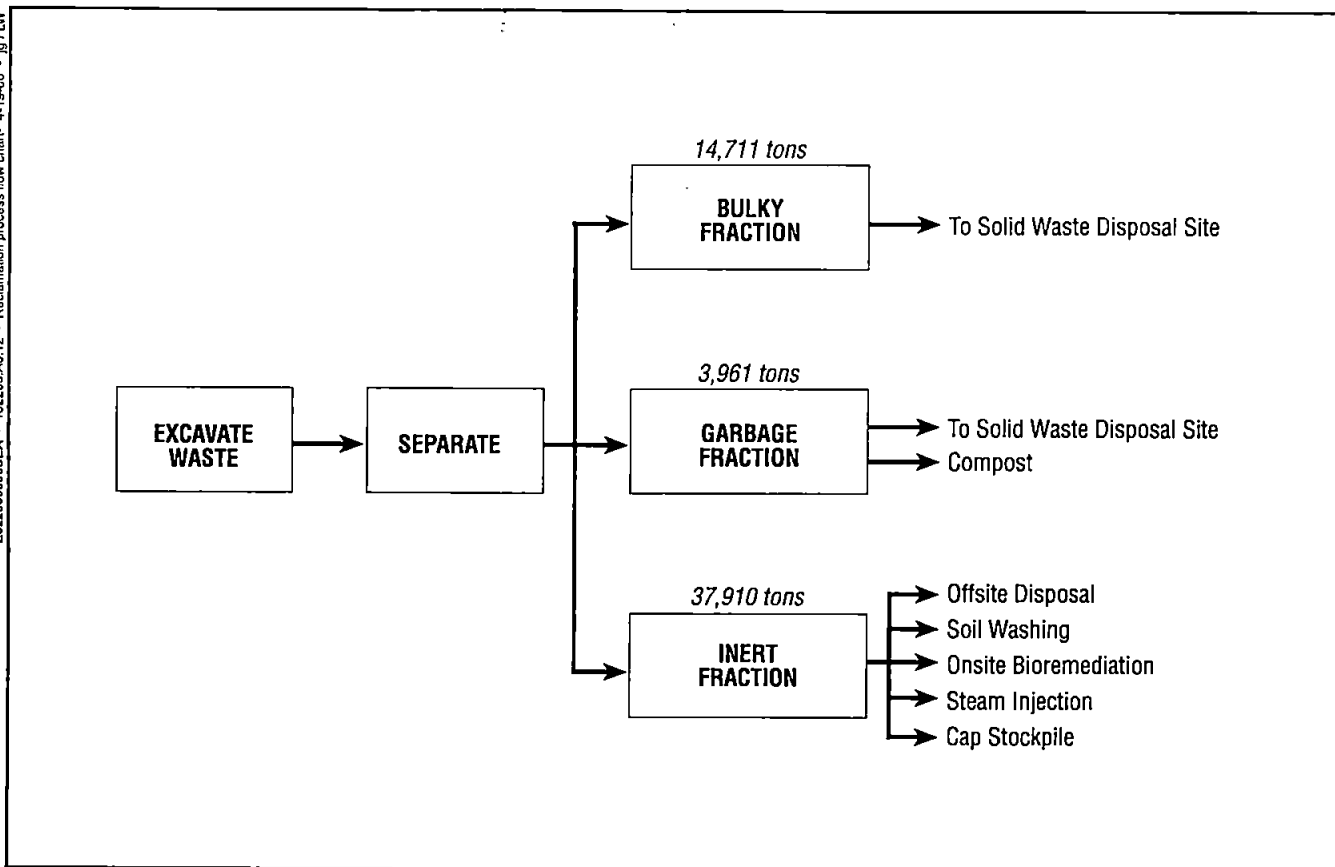 14,711 tons
BULKY
FRACTION
To Solid Waste Disposal Site
EXCAVATE
WASTE
SEPARATE
3,961 tons
GARBAGE
FRACTION
To Solid Waste Disposal Site
Compost
37,910 tons
INERT
FRACTION
Offsite Disposal
Soil Washing
Onsite Bioremediation
Steam Injection
Cap Stockpile